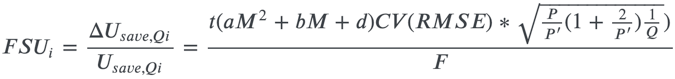 $FSU_i = \frac{\Delta U_{save,Qi}}{U_{save,Qi}} = \frac{t(aM^2 + bM + d)CV(RMSE) * \sqrt{\frac{P}{P'}(1 + \frac{2}{P'})\frac{1}{Q}})}{F}$